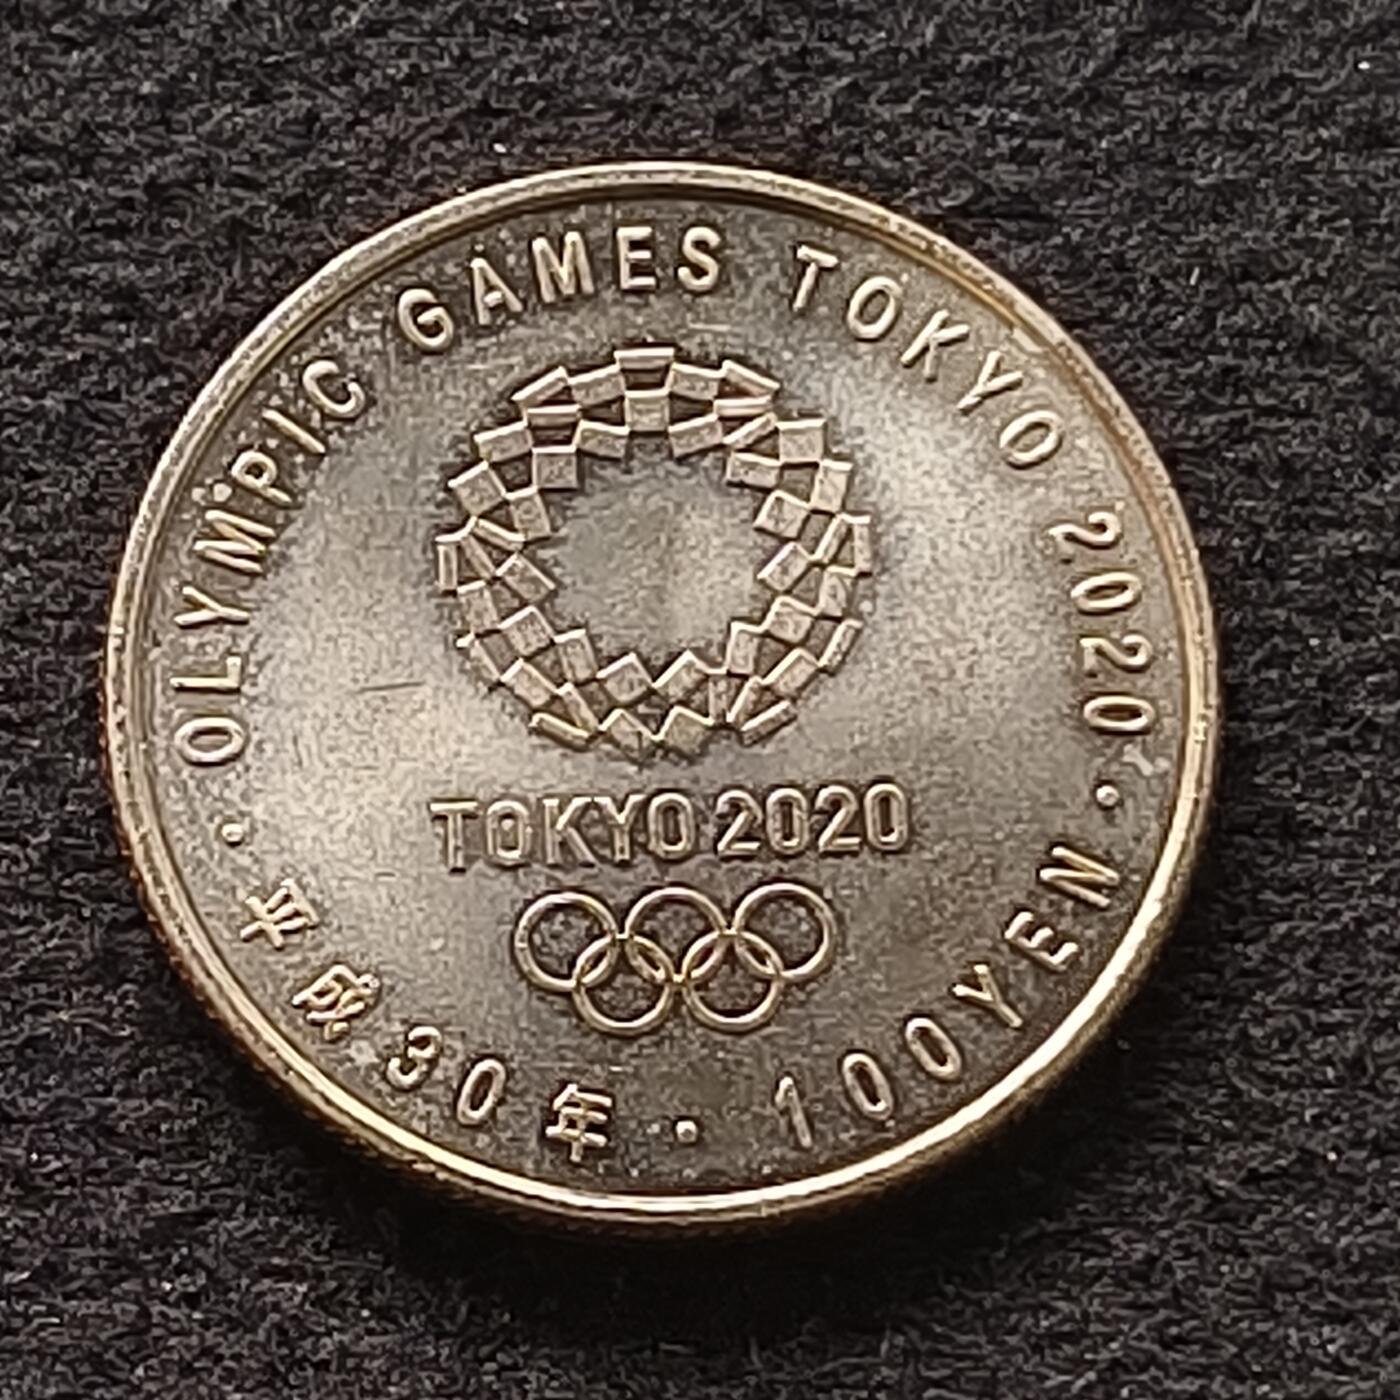 OLYMPIC GAMES TOKYO 2020
TOKYO 2020
平成30年・100YEN